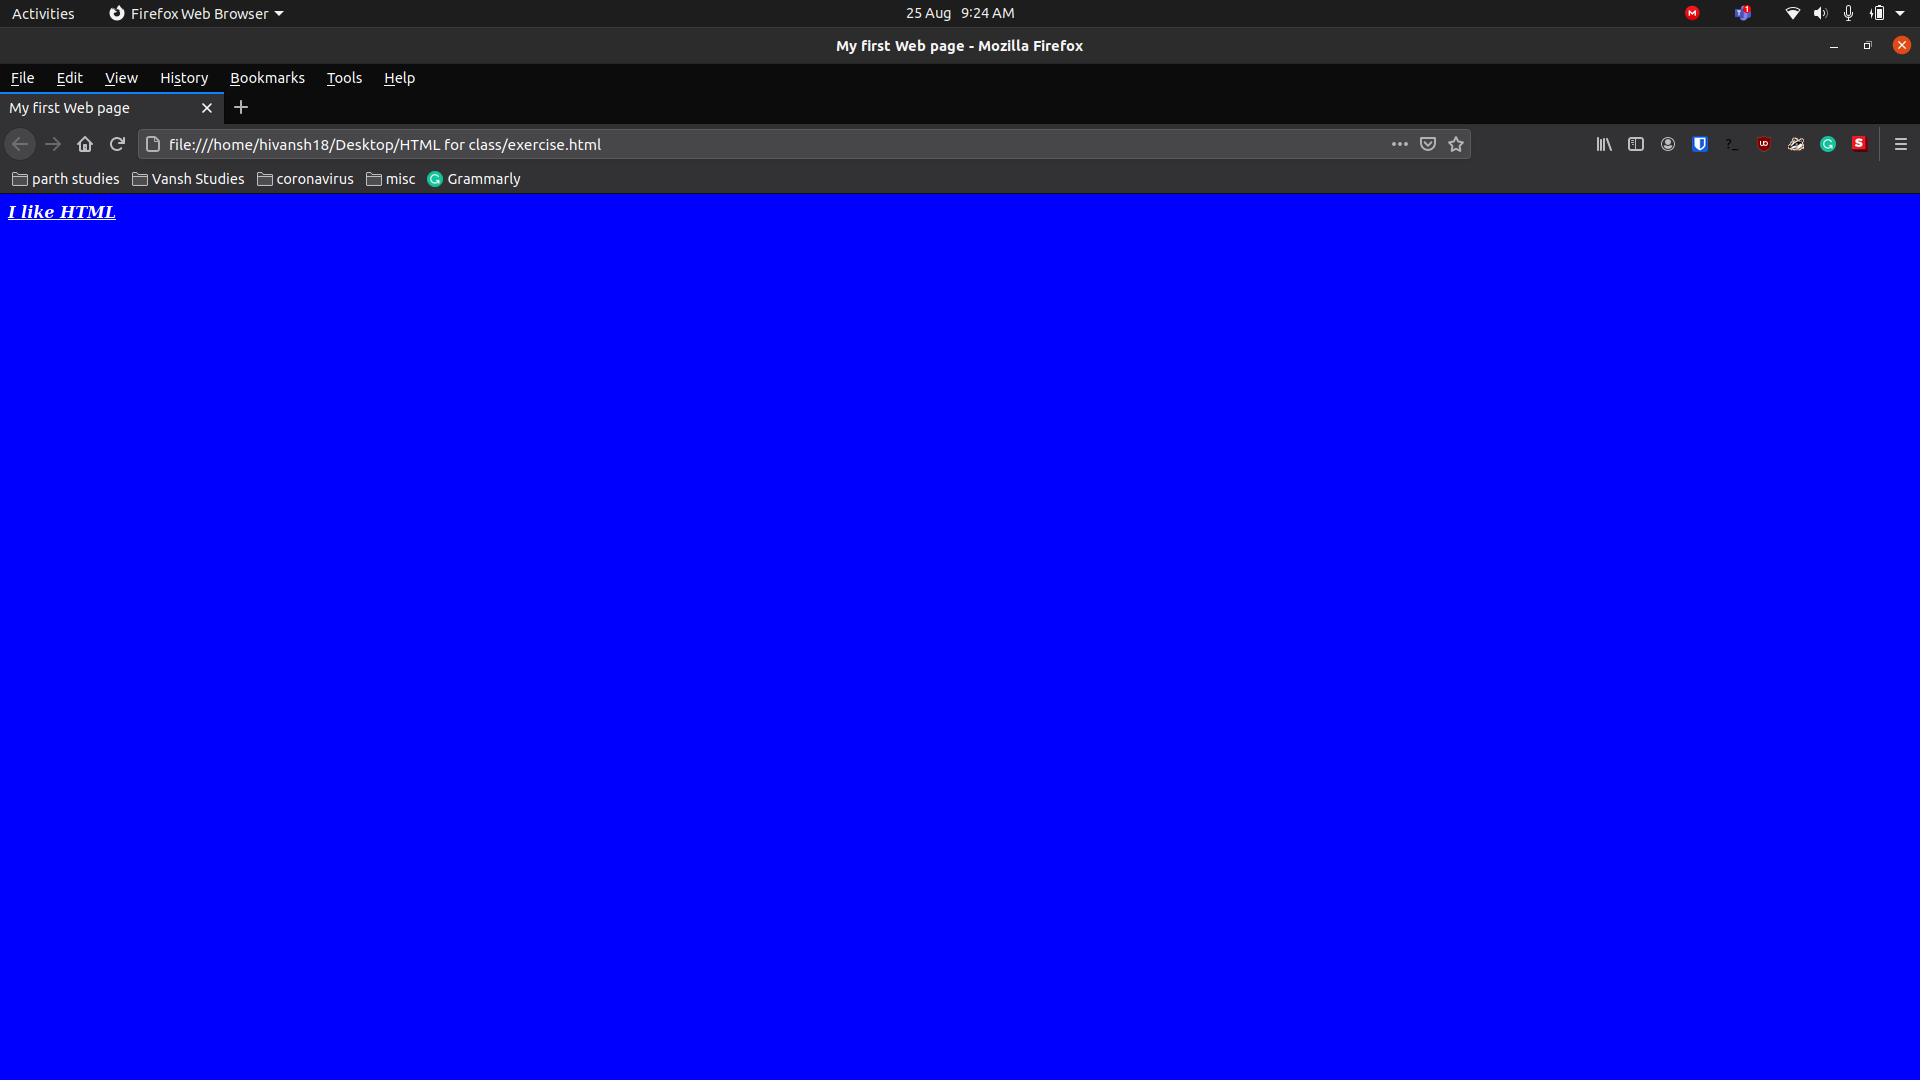 Activities Firefox Web Browser 25 Aug 9:24 AM
My first Web page - Mozilla Firefox
File Edit View History Bookmarks Tools Help
My first Web page
file:///home/hivansh18/Desktop/HTML for class/exercise.html
parth studies Vansh Studies coronavirus misc Grammarly
I like HTML